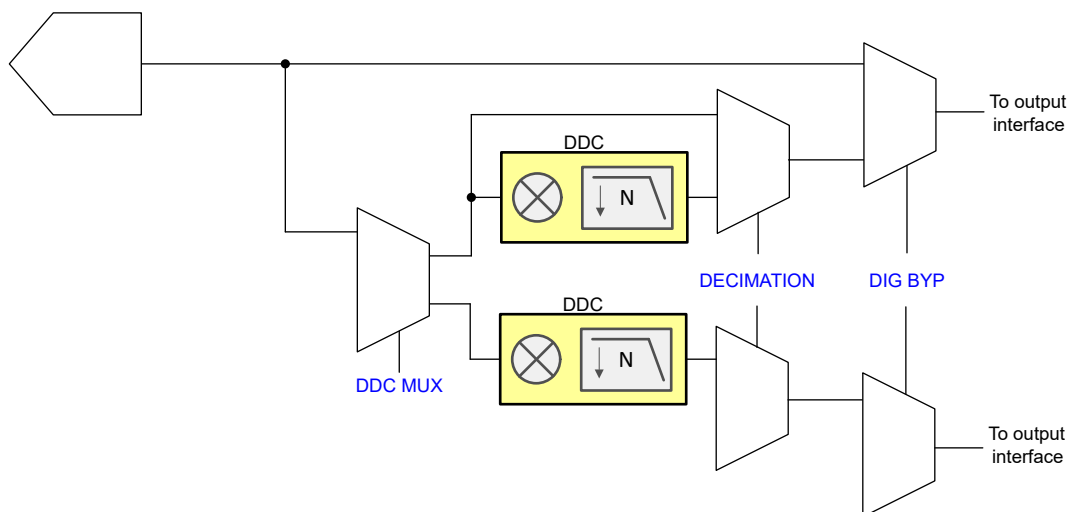 To output
interface
DDC
N
DECIMATION
DIG BYP
DDC
N
DDC MUX
To output
interface